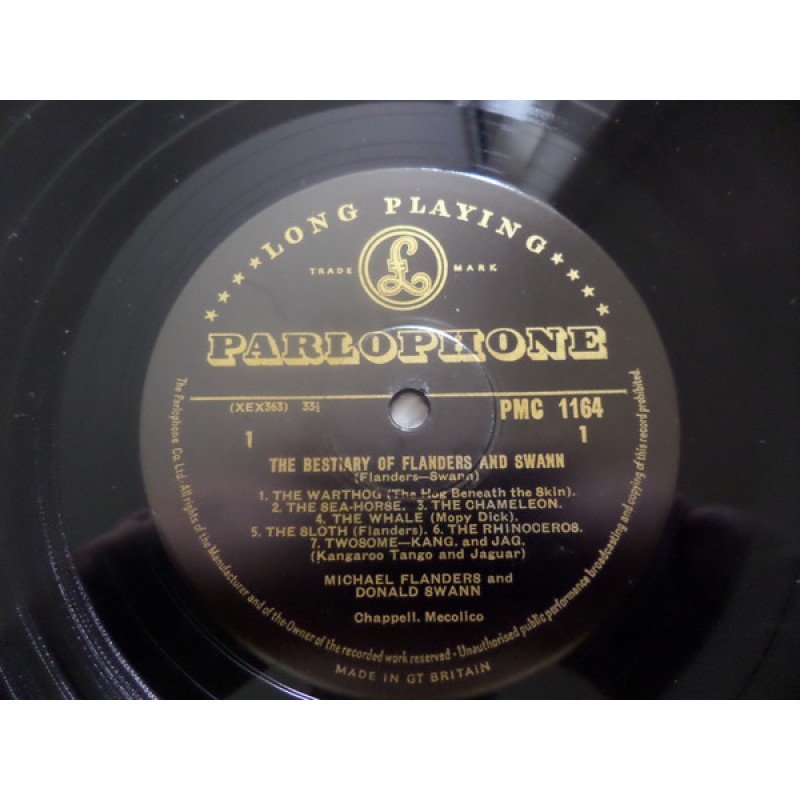 ★★★★★LONG PLAYING★★★★★
TRADE £ MARK
PARLOPHONE
(XEX363) 33⅓
PMC 1164
1 1
THE BESTIARY OF FLANDERS AND SWANN
(Flanders—Swann)
1. THE WARTHOG (The Hog Beneath the Skin).
2. THE SEA-HORSE. 3. THE CHAMELEON.
4. THE WHALE (Mopy Dick).
5. THE SLOTH (Flanders). 6. THE RHINOCEROS.
7. TWOSOME—KANG. and JAG.
(Kangaroo Tango and Jaguar)
MICHAEL FLANDERS and
DONALD SWANN
Chappell. Mecolico
The Parlophone Co. Ltd. All rights of the Manufacturer and of the Owner of the recorded work reserved - Unauthorised public performance broadcasting and copying of this record prohibited.
MADE IN GT BRITAIN